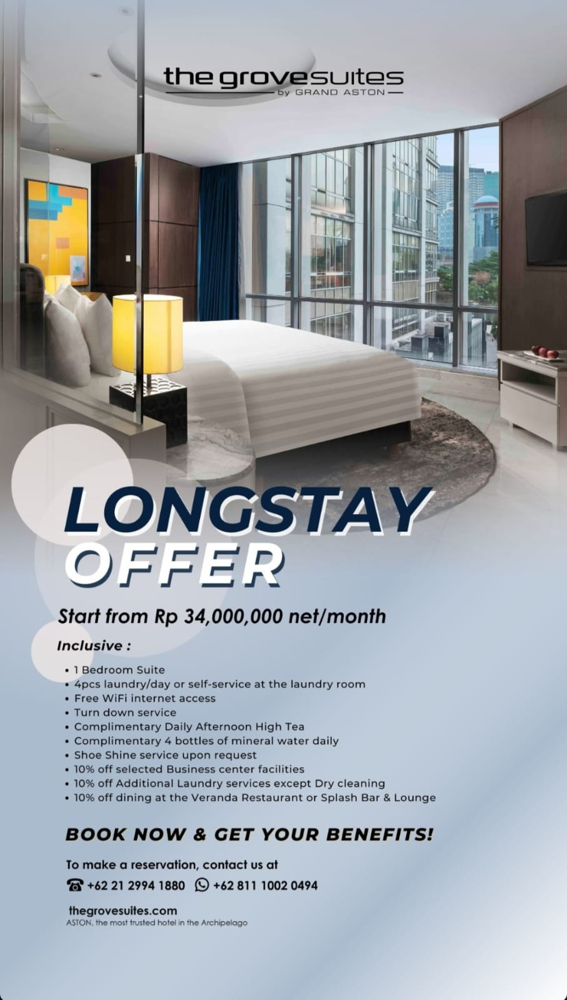 the grovesuites
by GRAND ASTON
LONGSTAY
OFFER
Start from Rp 34,000,000 net/month
Inclusive :
• 1 Bedroom Suite
• 4pcs laundry/day or self-service at the laundry room
• Free WiFi internet access
• Turn down service
• Complimentary Daily Afternoon High Tea
• Complimentary 4 bottles of mineral water daily
• Shoe Shine service upon request
• 10% off selected Business center facilities
• 10% off Additional Laundry services except Dry cleaning
• 10% off dining at the Veranda Restaurant or Splash Bar & Lounge
BOOK NOW & GET YOUR BENEFITS!
To make a reservation, contact us at
+62 21 2994 1880 +62 811 1002 0494
thegrovesuites.com
ASTON, the most trusted hotel in the Archipelago